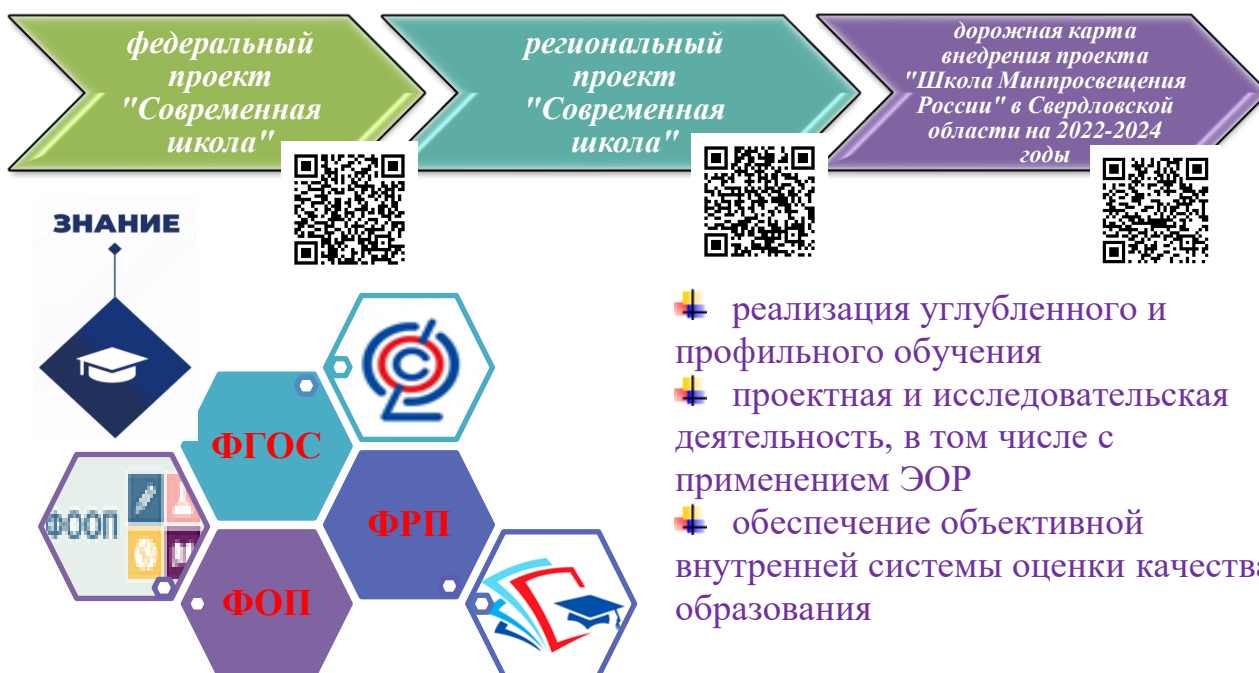 федеральный
проект
"Современная
школа"
региональный
проект
"Современная
школа"
дорожная карта
внедрения проекта
"Школа Минпросвещения
России" в Свердловской
области на 2022-2024
годы
ЗНАНИЕ
ФГОС
ФООП
ФРП
ФОП
реализация углубленного и
профильного обучения
проектная и исследовательская
деятельность, в том числе с
применением ЭОР
обеспечение объективной
внутренней системы оценки качества
образования